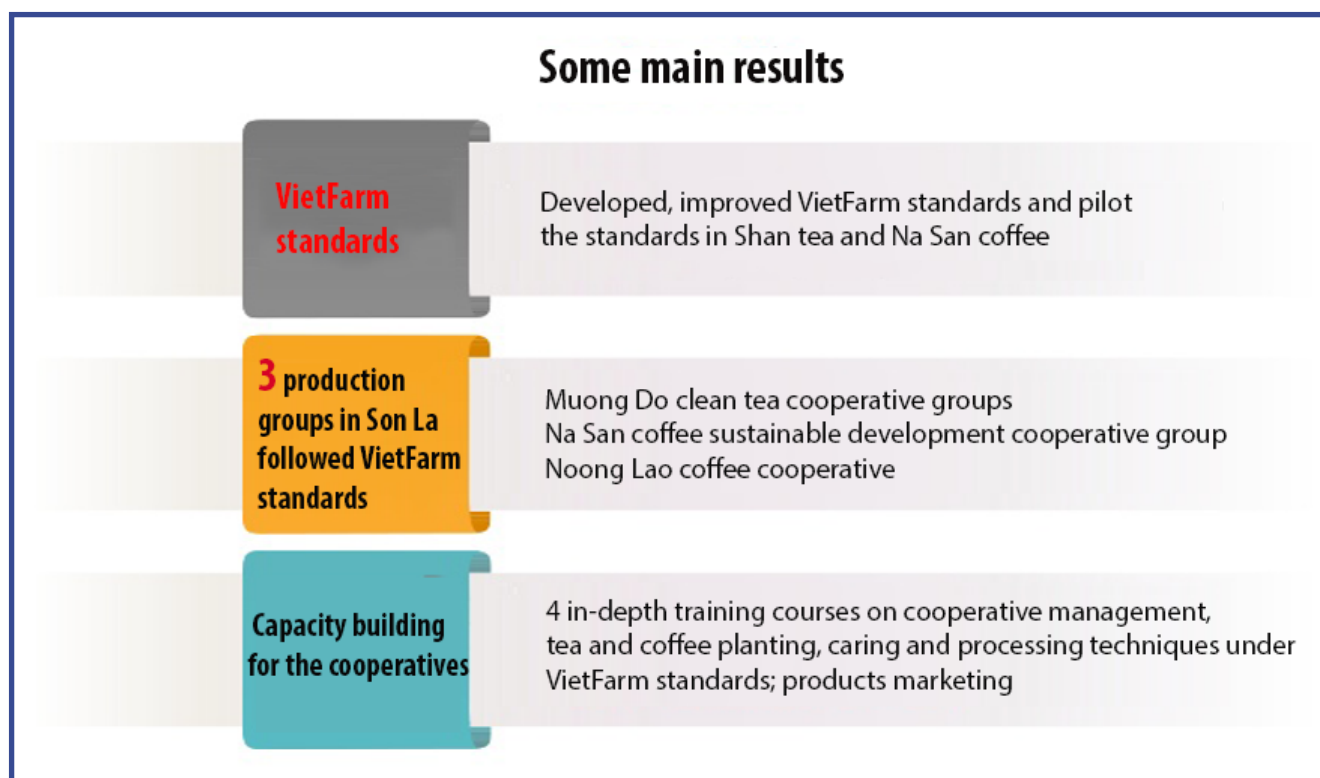 Some main results
VietFarm
standards
Developed, improved VietFarm standards and pilot
the standards in Shan tea and Na San coffee
3 production
groups in Son La
followed VietFarm
standards
Muong Do clean tea cooperative groups
Na San coffee sustainable development cooperative group
Noong Lao coffee cooperative
Capacity building
for the cooperatives
4 in-depth training courses on cooperative management,
tea and coffee planting, caring and processing techniques under
VietFarm standards; products marketing